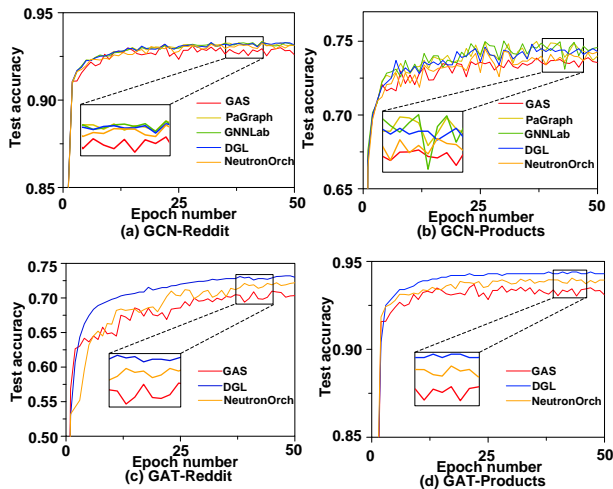 0.95
0.90
0.85
Test accuracy
0
25
50
Epoch number
GAS
PaGraph
GNNLab
DGL
NeutronOrch
(a) GCN-Reddit
0.75
0.70
0.65
Test accuracy
0
25
50
Epoch number
GAS
PaGraph
GNNLab
DGL
NeutronOrch
(b) GCN-Products
0.75
0.70
0.65
0.60
0.55
0.50
Test accuracy
0
25
50
Epoch number
GAS
DGL
NeutronOrch
(c) GAT-Reddit
0.95
0.90
0.85
Test accuracy
0
25
50
Epoch number
GAS
DGL
NeutronOrch
(d) GAT-Products